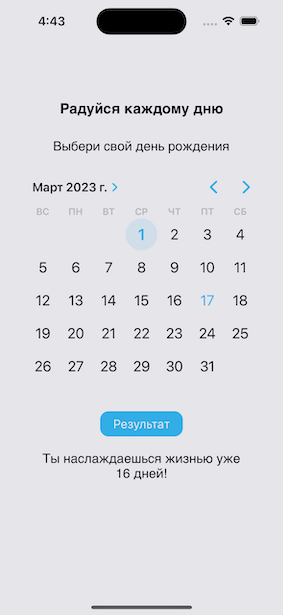 4:43
Радуйся каждому дню
Выбери свой день рождения
Март 2023 г.
ВС ПН ВТ СР ЧТ ПТ СБ
1 2 3 4
5 6 7 8 9 10 11
12 13 14 15 16 17 18
19 20 21 22 23 24 25
26 27 28 29 30 31
Результат
Ты наслаждаешься жизнью уже
16 дней!